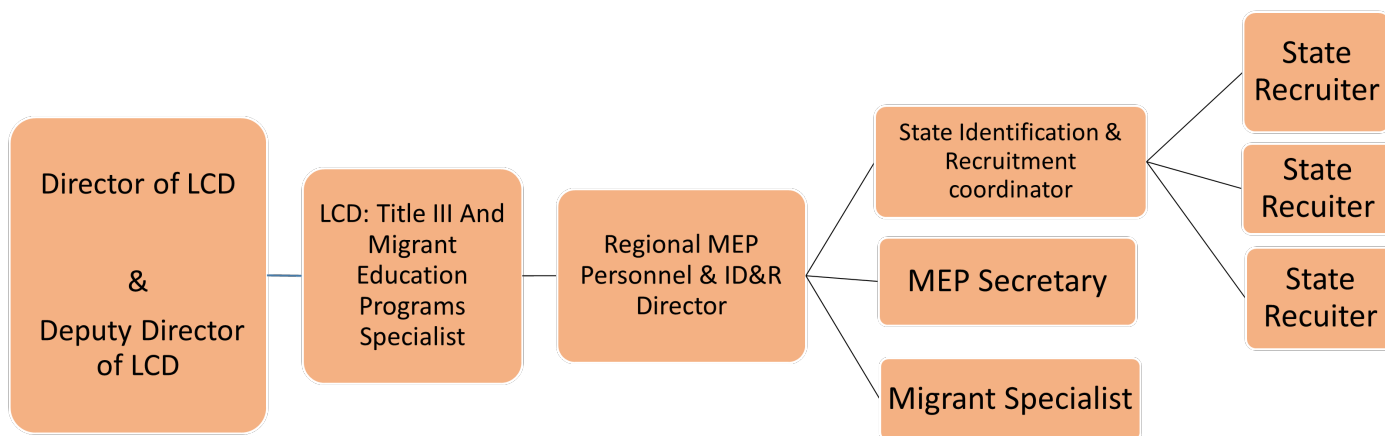 Director of LCD
&
Deputy Director
of LCD
LCD: Title III And
Migrant
Education
Programs
Specialist
Regional MEP
Personnel & ID&R
Director
State Identification &
Recruitment
coordinator
MEP Secretary
Migrant Specialist
State
Recruiter
State
Recuiter
State
Recuiter